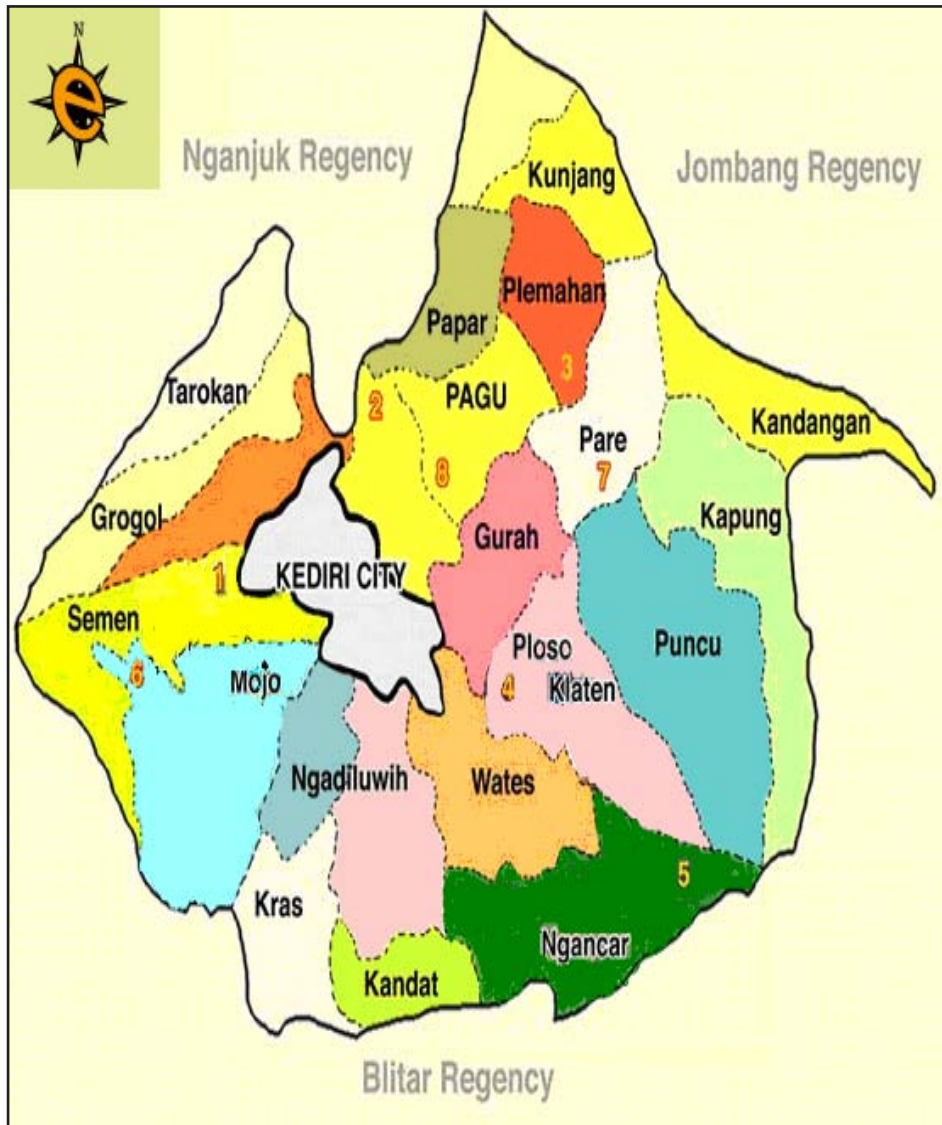 N
e
Nganjuk Regency
Jombang Regency
Kunjang
Plemahan
Papar
3
Tarokan
2
PAGU
Kandangan
Pare
8
7
Grogol
Kapung
Gurah
1
KEDIRI CITY
Semen
Ploso
Klaten
Puncu
6
Mojo
4
Ngadiluwih
Wates
5
Kras
Ngancar
Kandat
Blitar Regency